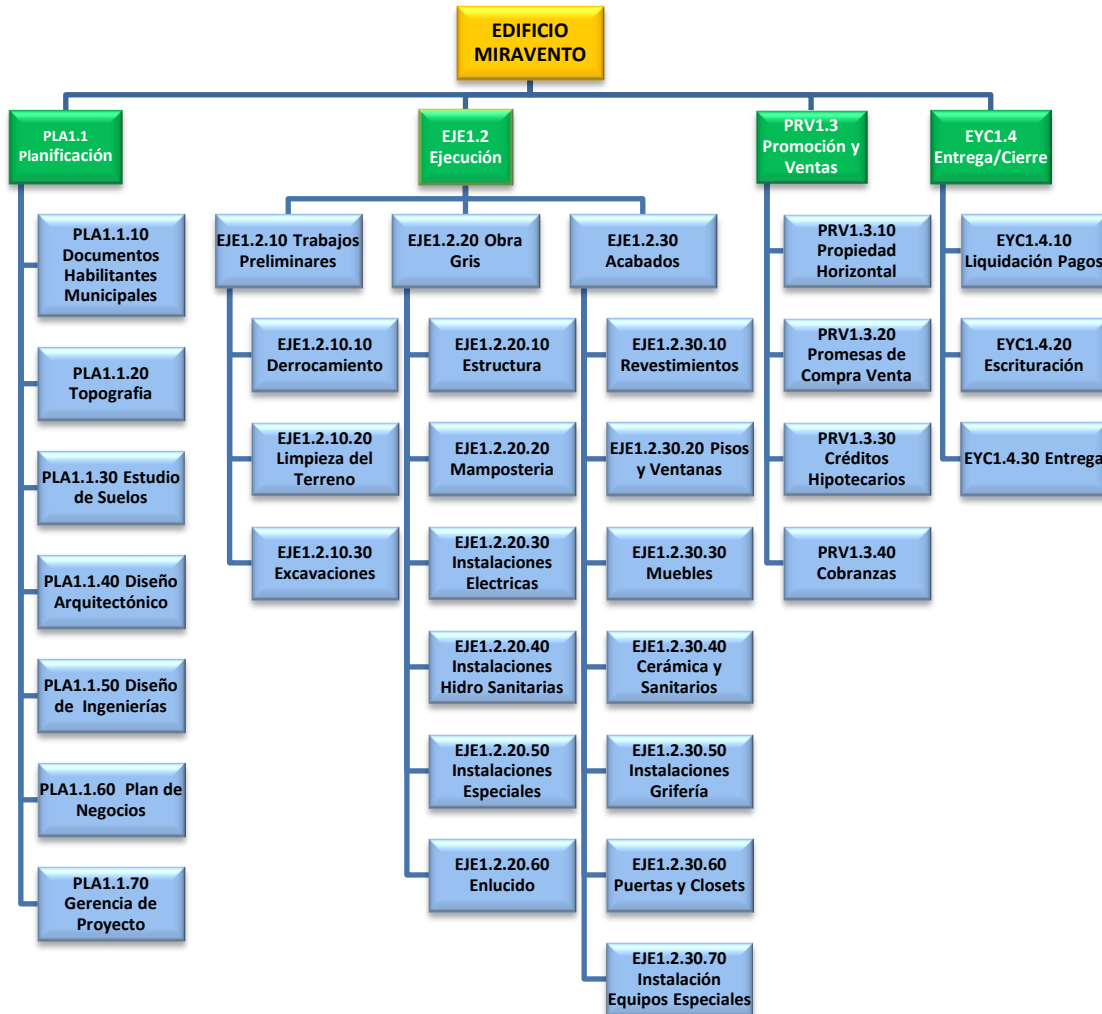 EDIFICIO
MIRAVENTO
PLA1.1
Planificación
EJE1.2
Ejecución
PRV1.3
Promoción y
Ventas
EYC1.4
Entrega/Cierre
PLA1.1.10
Documentos
Habilitantes
Municipales
PLA1.1.20
Topografia
PLA1.1.30 Estudio
de Suelos
PLA1.1.40 Diseño
Arquitectónico
PLA1.1.50 Diseño
de Ingenierías
PLA1.1.60 Plan de
Negocios
PLA1.1.70
Gerencia de
Proyecto
EJE1.2.10 Trabajos
Preliminares
EJE1.2.10.10
Derrocamiento
EJE1.2.10.20
Limpieza del
Terreno
EJE1.2.10.30
Excavaciones
EJE1.2.20 Obra
Gris
EJE1.2.20.10
Estructura
EJE1.2.20.20
Mamposteria
EJE1.2.20.30
Instalaciones
Electricas
EJE1.2.20.40
Instalaciones
Hidro Sanitarias
EJE1.2.20.50
Instalaciones
Especiales
EJE1.2.20.60
Enlucido
EJE1.2.30
Acabados
EJE1.2.30.10
Revestimientos
EJE1.2.30.20 Pisos
y Ventanas
EJE1.2.30.30
Muebles
EJE1.2.30.40
Cerámica y
Sanitarios
EJE1.2.30.50
Instalaciones
Grifería
EJE1.2.30.60
Puertas y Closets
EJE1.2.30.70
Instalación
Equipos Especiales
PRV1.3.10
Propiedad
Horizontal
PRV1.3.20
Promesas de
Compra Venta
PRV1.3.30
Créditos
Hipotecarios
PRV1.3.40
Cobranzas
EYC1.4.10
Liquidación Pagos
EYC1.4.20
Escrituración
EYC1.4.30 Entrega